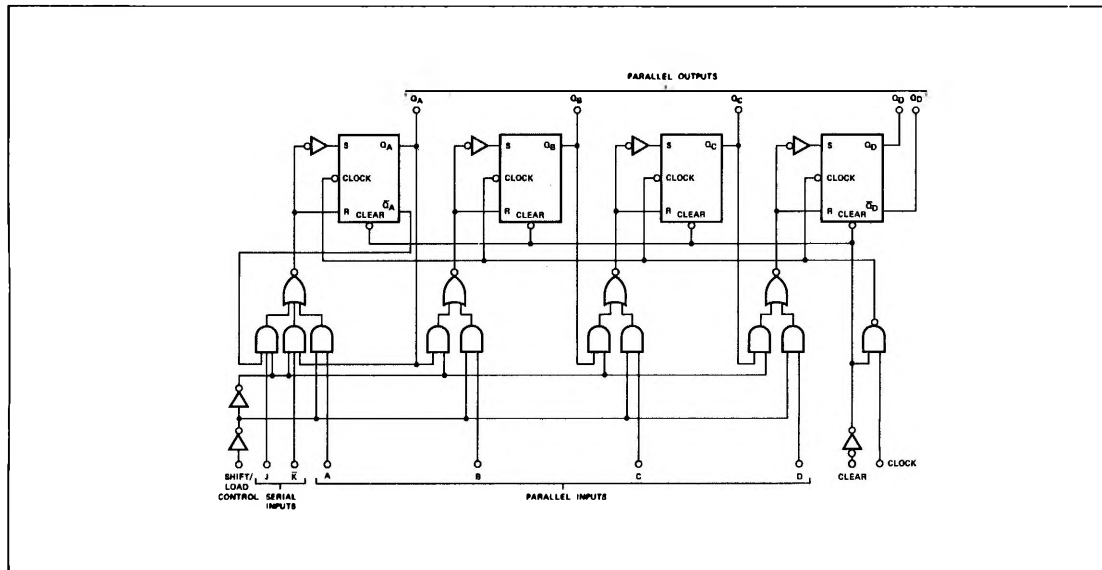 PARALLEL OUTPUTS
QA QB QC QD QD
S QA S QB S QC S QD
CLOCK CLOCK CLOCK CLOCK
Q̅A Q̅D
R CLEAR R CLEAR R CLEAR R CLEAR
SHIFT/ J K̅ A B C D CLEAR CLOCK
LOAD
CONTROL SERIAL PARALLEL INPUTS
INPUTS